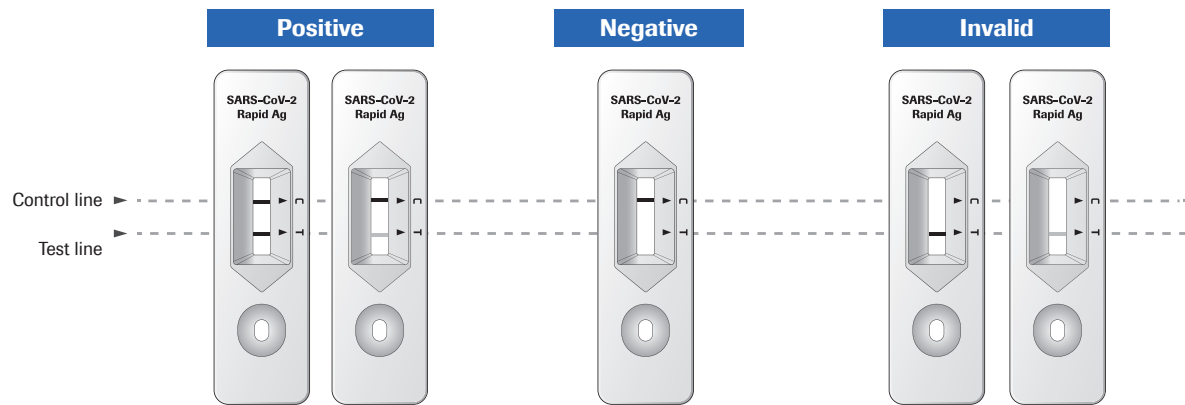 Positive
Negative
Invalid
SARS-CoV-2
Rapid Ag
SARS-CoV-2
Rapid Ag
SARS-CoV-2
Rapid Ag
SARS-CoV-2
Rapid Ag
SARS-CoV-2
Rapid Ag
Control line
C
C
C
C
C
Test line
T
T
T
T
T